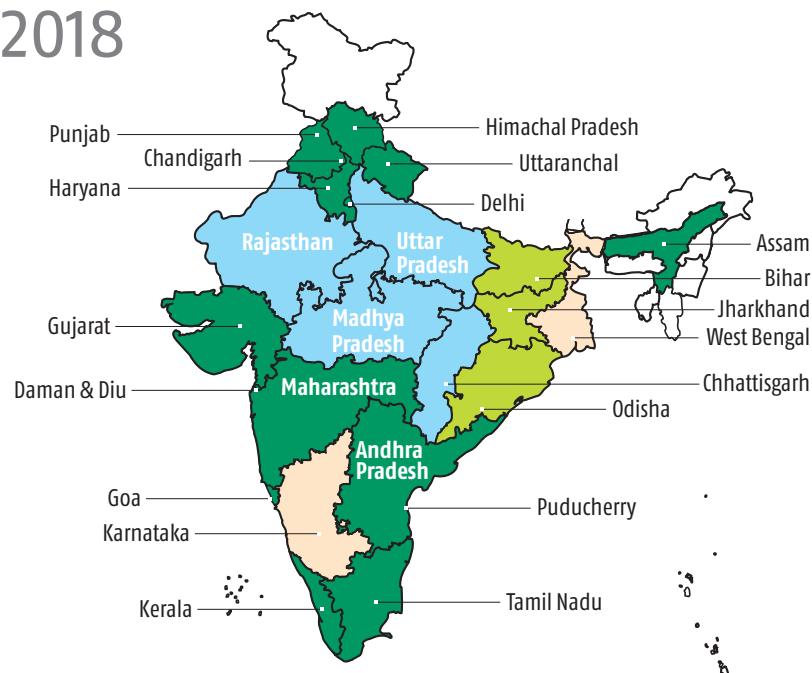 2018
Punjab
Himachal Pradesh
Chandigarh
Uttaranchal
Haryana
Delhi
Rajasthan
Uttar
Pradesh
Assam
Bihar
Jharkhand
Gujarat
Madhya
Pradesh
West Bengal
Daman & Diu
Maharashtra
Chhattisgarh
Odisha
Andhra
Pradesh
Goa
Puducherry
Karnataka
Kerala
Tamil Nadu